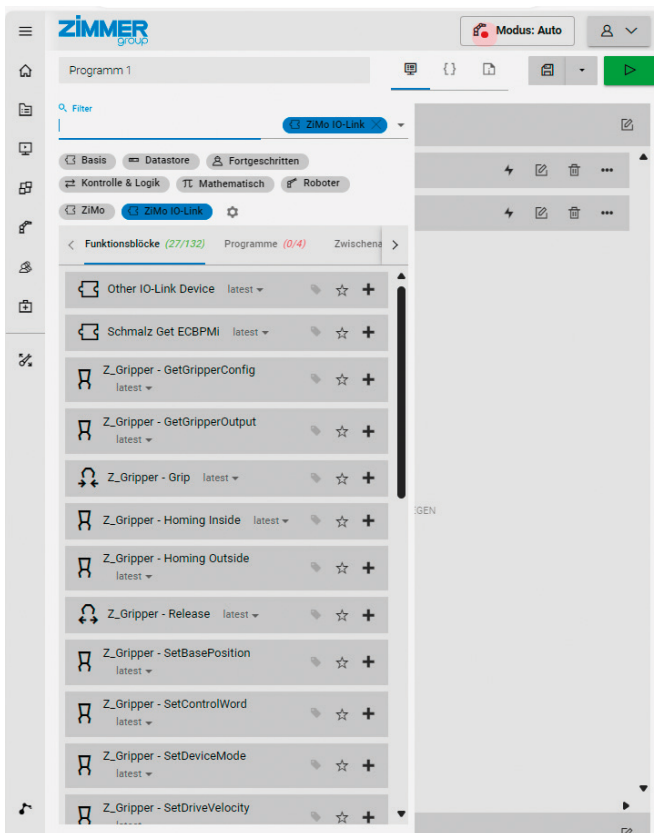 ZIMMER
group
Modus: Auto
Programm 1
{ }
Filter
ZiMo IO-Link
Basis
Datastore
Fortgeschritten
Kontrolle & Logik
Mathematisch
Roboter
ZiMo
ZiMo IO-Link
Funktionsblöcke (27/132)
Programme (0/4)
Zwischena
Other IO-Link Device latest
Schmalz Get ECBPMi latest
Z_Gripper - GetGripperConfig
latest
Z_Gripper - GetGripperOutput
latest
Z_Gripper - Grip latest
Z_Gripper - Homing Inside latest
EGEN
Z_Gripper - Homing Outside
latest
Z_Gripper - Release latest
Z_Gripper - SetBasePosition
latest
Z_Gripper - SetControlWord
latest
Z_Gripper - SetDeviceMode
latest
Z_Gripper - SetDriveVelocity